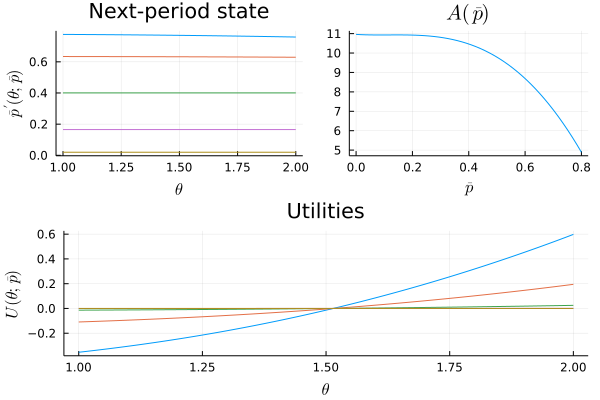 Next-period state
p̄′(θ; p̄)
0.6
0.4
0.2
0.0
1.00 1.25 1.50 1.75 2.00
θ
A(p̄)
11
10
9
8
7
6
5
0.0 0.2 0.4 0.6 0.8
p̄
Utilities
U(θ; p̄)
0.6
0.4
0.2
0.0
−0.2
1.00 1.25 1.50 1.75 2.00
θ